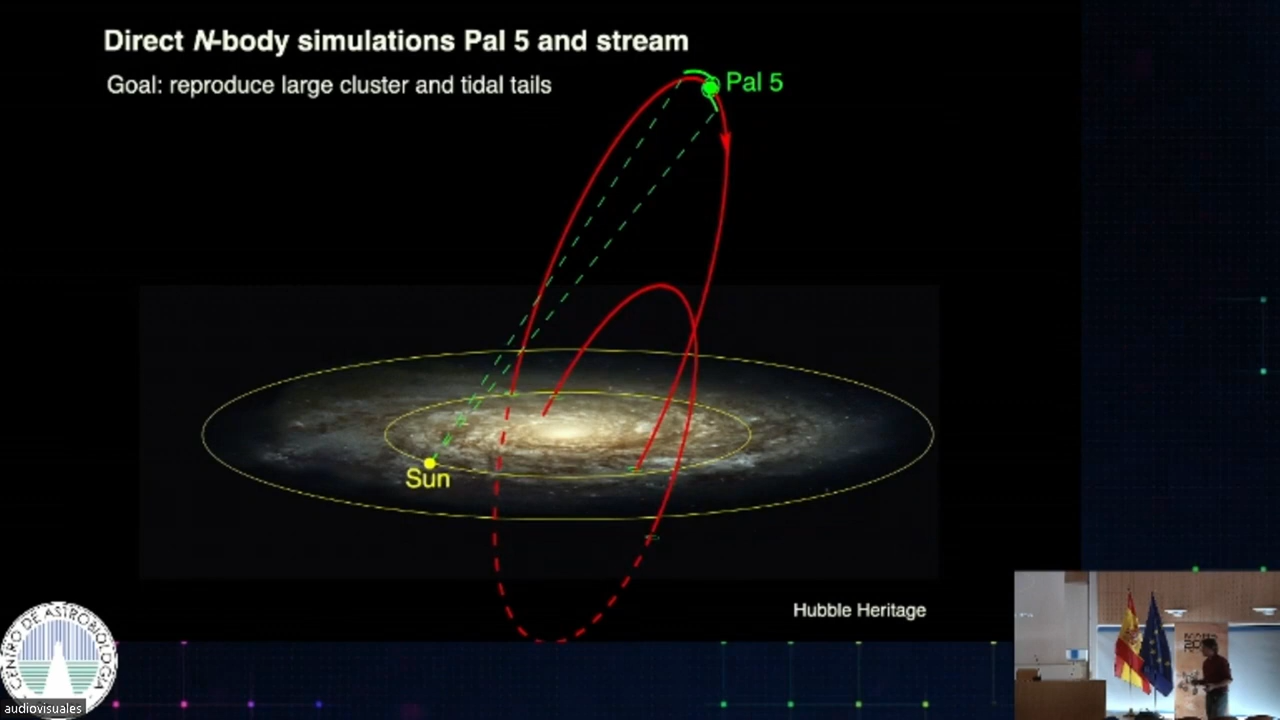 Direct N-body simulations Pal 5 and stream
Goal: reproduce large cluster and tidal tails
Pal 5
Sun
Hubble Heritage
CENTRO DE ASTROBIOLOGÍA
audiovisuales